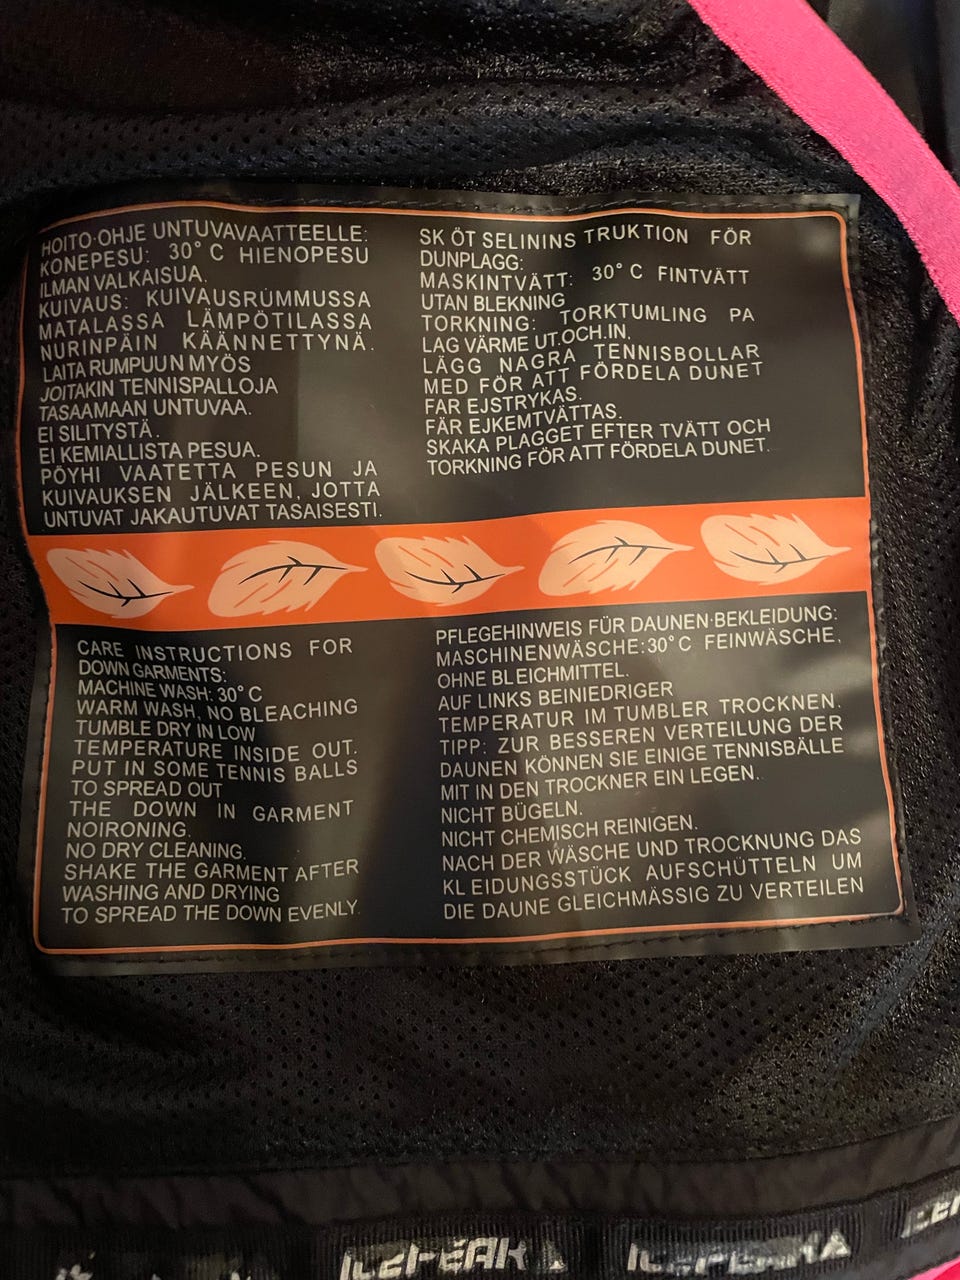 HOITO-OHJE UNTUVAVAATTEELLE:
KONEPESU: 30°C HIENOPESU
ILMAN VALKAISUA.
KUIVAUS: KUIVAUSRUMMUSSA
MATALASSA LÄMPÖTILASSA
NURINPÄIN KÄÄNNETTYNÄ.
LAITA RUMPUUN MYÖS
JOITAKIN TENNISPALLOJA
TASAAMAAN UNTUVAA.
EI SILITYSTÄ.
EI KEMIALLISTA PESUA.
PÖYHI VAATETTA PESUN JA
KUIVAUKSEN JÄLKEEN, JOTTA
UNTUVAT JAKAUTUVAT TASAISESTI.
SK ÖT SELININS TRUKTION FÖR
DUNPLAGG:
MASKINTVÄTT: 30°C FINTVÄTT
UTAN BLEKNING
TORKNING: TORKTUMLING PA
LAG VÄRME UT.OCH.IN.
LÄGG NAGRA TENNISBOLLAR
MED FÖR ATT FÖRDELA DUNET
FAR EJSTRYKAS.
FÄR EJKEMTVÄTTAS.
SKAKA PLAGGET EFTER TVÄTT OCH
TORKNING FÖR ATT FÖRDELA DUNET.
CARE INSTRUCTIONS FOR
DOWN GARMENTS:
MACHINE WASH: 30°C
WARM WASH, NO BLEACHING
TUMBLE DRY IN LOW
TEMPERATURE INSIDE OUT.
PUT IN SOME TENNIS BALLS
TO SPREAD OUT
THE DOWN IN GARMENT
NOIRONING.
NO DRY CLEANING.
SHAKE THE GARMENT AFTER
WASHING AND DRYING
TO SPREAD THE DOWN EVENLY.
PFLEGEHINWEIS FÜR DAUNEN-BEKLEIDUNG:
MASCHINENWÄSCHE:30°C FEINWÄSCHE,
OHNE BLEICHMITTEL.
AUF LINKS BEINIEDRIGER
TEMPERATUR IM TUMBLER TROCKNEN.
TIPP: ZUR BESSEREN VERTEILUNG DER
DAUNEN KÖNNEN SIE EINIGE TENNISBÄLLE
MIT IN DEN TROCKNER EIN LEGEN.
NICHT BÜGELN.
NICHT CHEMISCH REINIGEN.
NACH DER WÄSCHE UND TROCKNUNG DAS
KL EIDUNGSSTÜCK AUFSCHÜTTELN UM
DIE DAUNE GLEICHMÄSSIG ZU VERTEILEN
ICEPEAK ICEPEAK